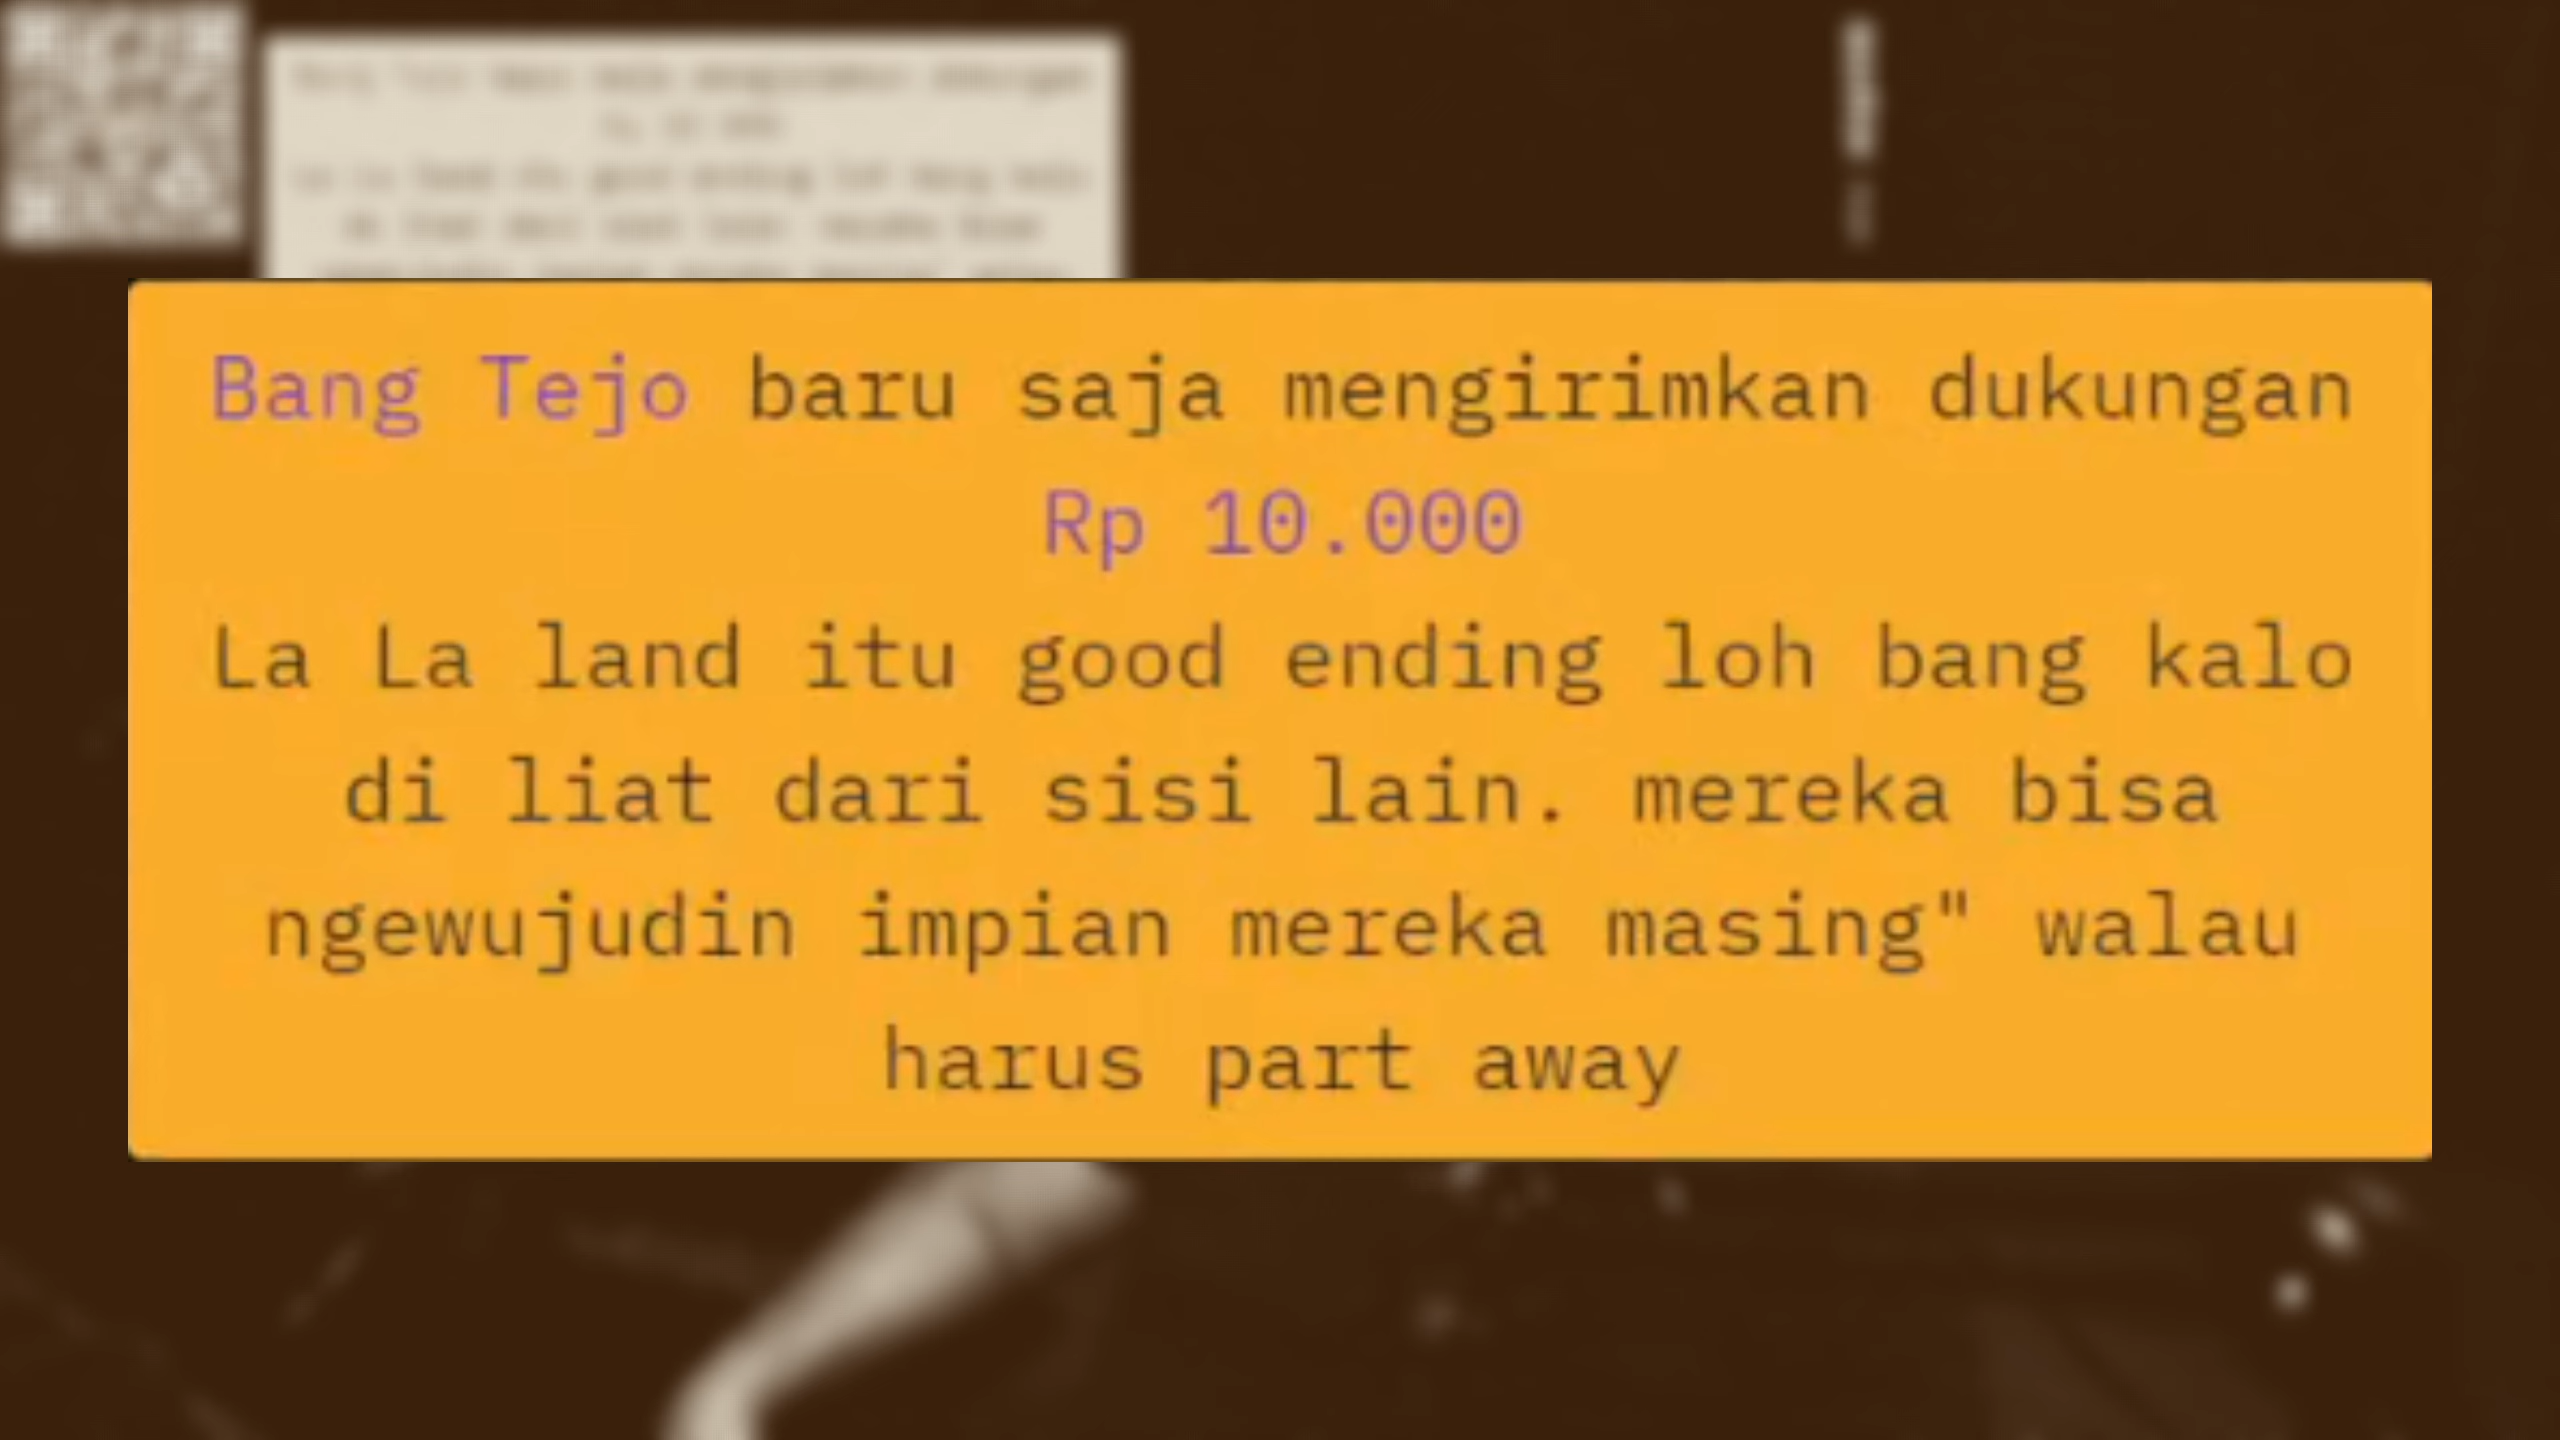 Bang Tejo baru saja mengirimkan dukungan
Rp 10.000
La La land itu good ending loh bang kalo
di liat dari sisi lain. mereka bisa
ngewujudin impian mereka masing" walau
harus part away